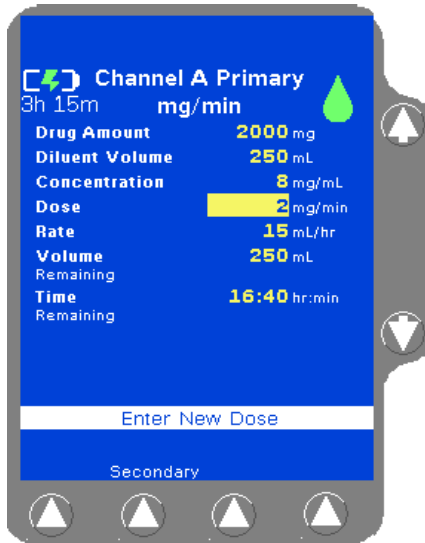 Channel A Primary
3h 15m mg/min
Drug Amount 2000 mg
Diluent Volume 250 mL
Concentration 8 mg/mL
Dose 2 mg/min
Rate 15 mL/hr
Volume 250 mL
Remaining
Time 16:40 hr:min
Remaining
Enter New Dose
Secondary